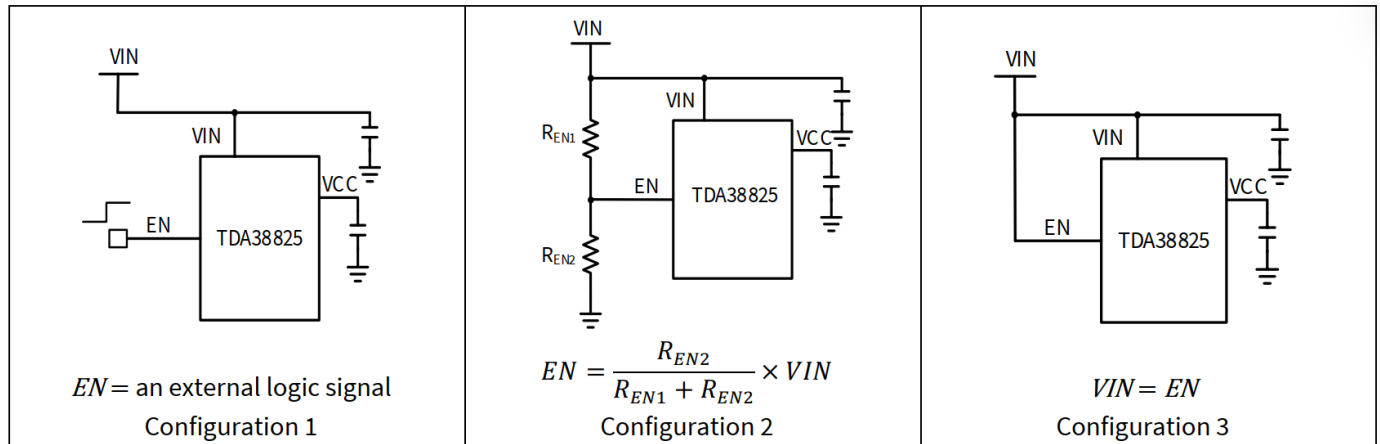 VIN
VIN
VCC
EN
TDA38825
EN = an external logic signal
Configuration 1
VIN
VIN
R_EN1
VCC
EN
TDA38825
R_EN2
EN = R_EN2 / (R_EN1 + R_EN2) × VIN
Configuration 2
VIN
VIN
VCC
EN
TDA38825
VIN = EN
Configuration 3